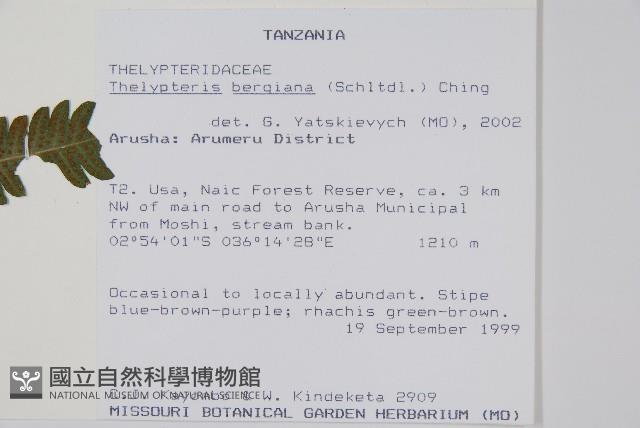 TANZANIA
THELYPTERIDACEAE
Thelypteris bergiana (Schltdl.) Ching
det. G. Yatskievych (MO), 2002
Arusha: Arumeru District
T2. Usa, Naic Forest Reserve, ca. 3 km
NW of main road to Arusha Municipal
from Moshi, stream bank.
02°54'01"S 036°14'28"E 1210 m
Occasional to locally abundant. Stipe
blue-brown-purple; rhachis green-brown.
19 September 1999
國立自然科學博物館
NATIONAL MUSEUM OF NATURAL SCIENCE
Kayombo & W. Kindeketa 2909
MISSOURI BOTANICAL GARDEN HERBARIUM (MO)